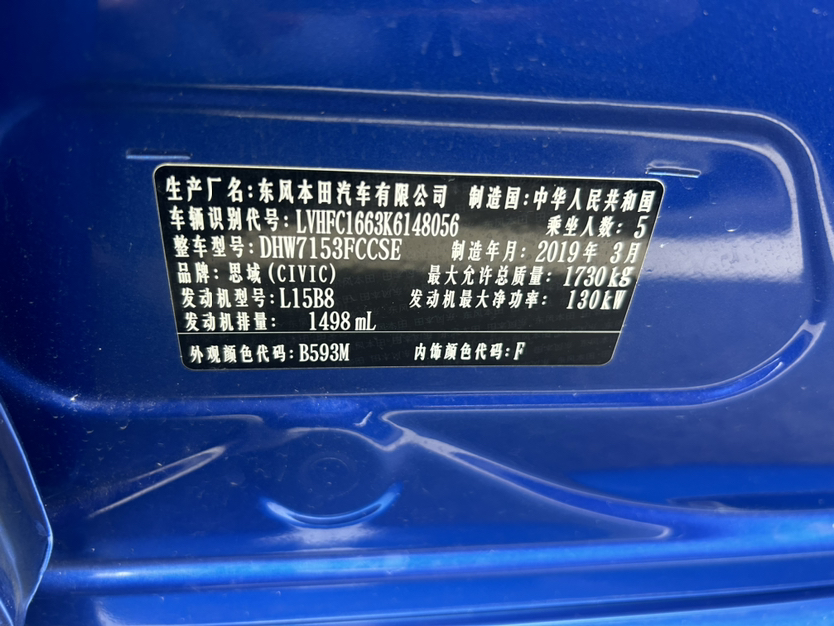 生产厂名：东风本田汽车有限公司 制造国：中华人民共和国
车辆识别代号：LVHFC1663K6148056 乘坐人数：5
整车型号：DHW7153FCCSE 制造年月：2019年 3月
品牌：思域(CIVIC) 最大允许总质量：1730kg
发动机型号：L15B8 发动机最大净功率：130kW
发动机排量： 1498mL
外观颜色代码：B593M 内饰颜色代码：F